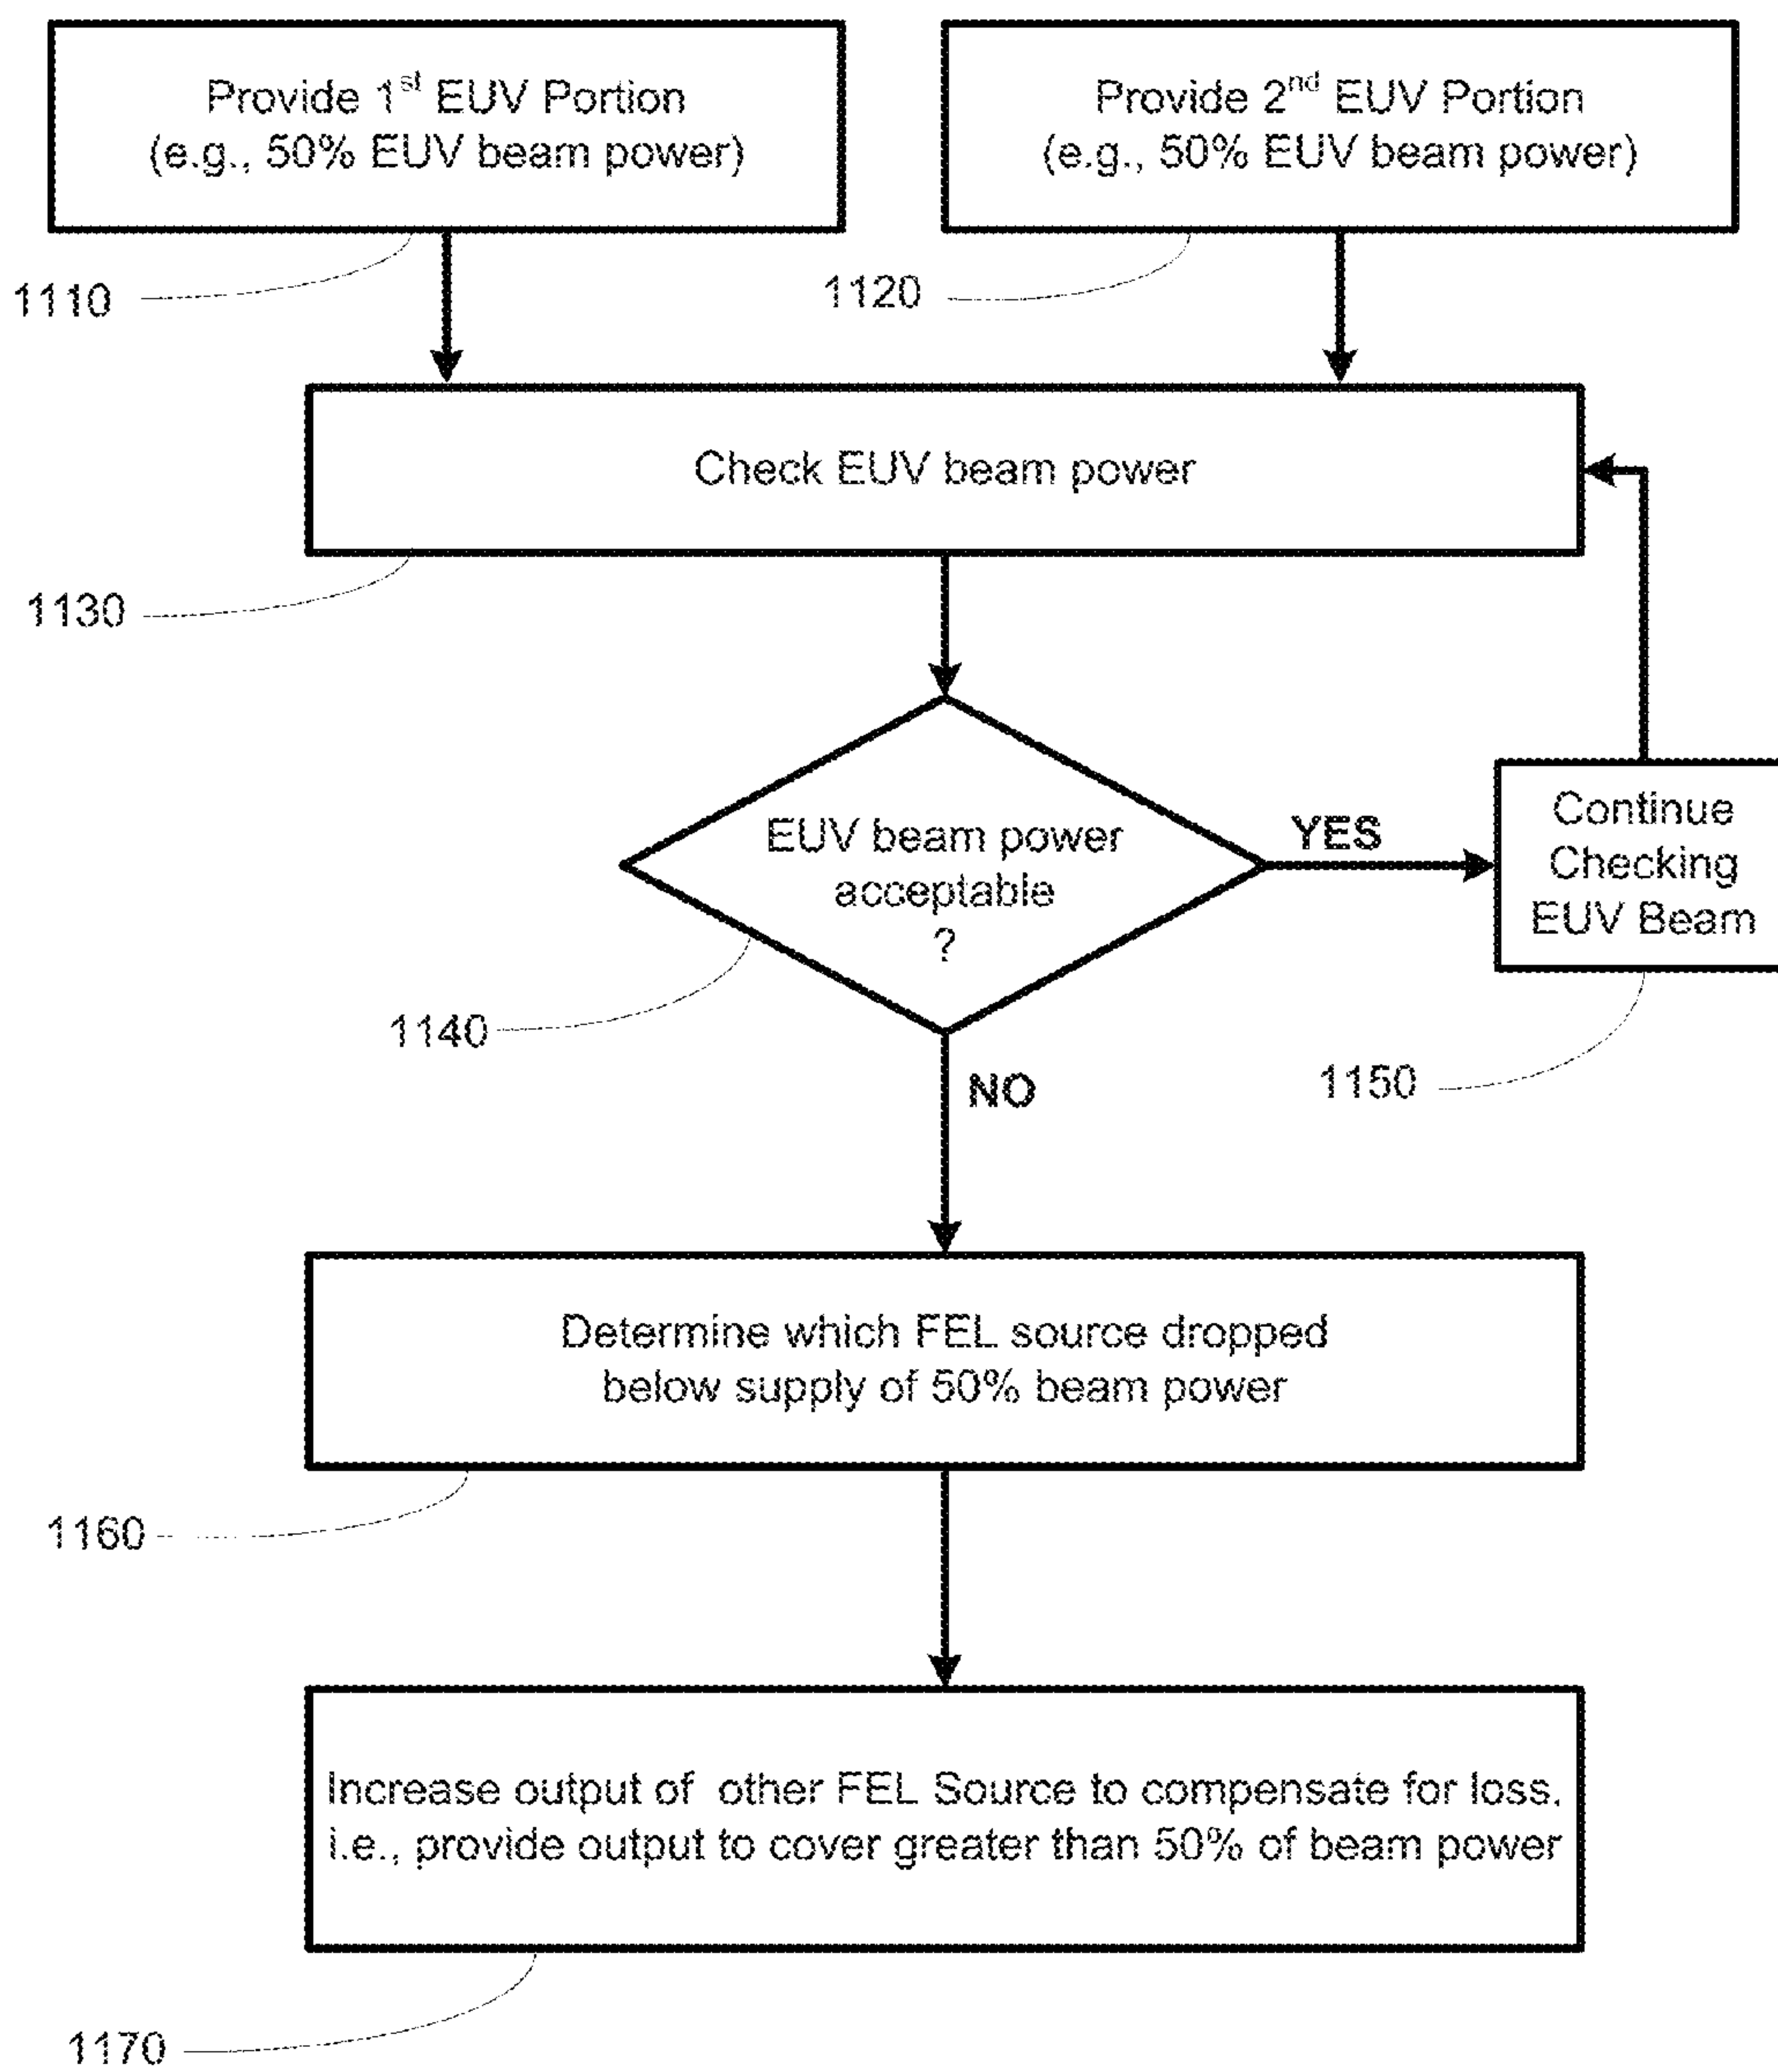 Provide 1st EUV Portion
(e.g., 50% EUV beam power)
Provide 2nd EUV Portion
(e.g., 50% EUV beam power)
1110
1120
Check EUV beam power
1130
EUV beam power
acceptable
?
YES
Continue
Checking
EUV Beam
1140
NO
1150
Determine which FEL source dropped
below supply of 50% beam power
1160
Increase output of other FEL Source to compensate for loss.
i.e., provide output to cover greater than 50% of beam power
1170